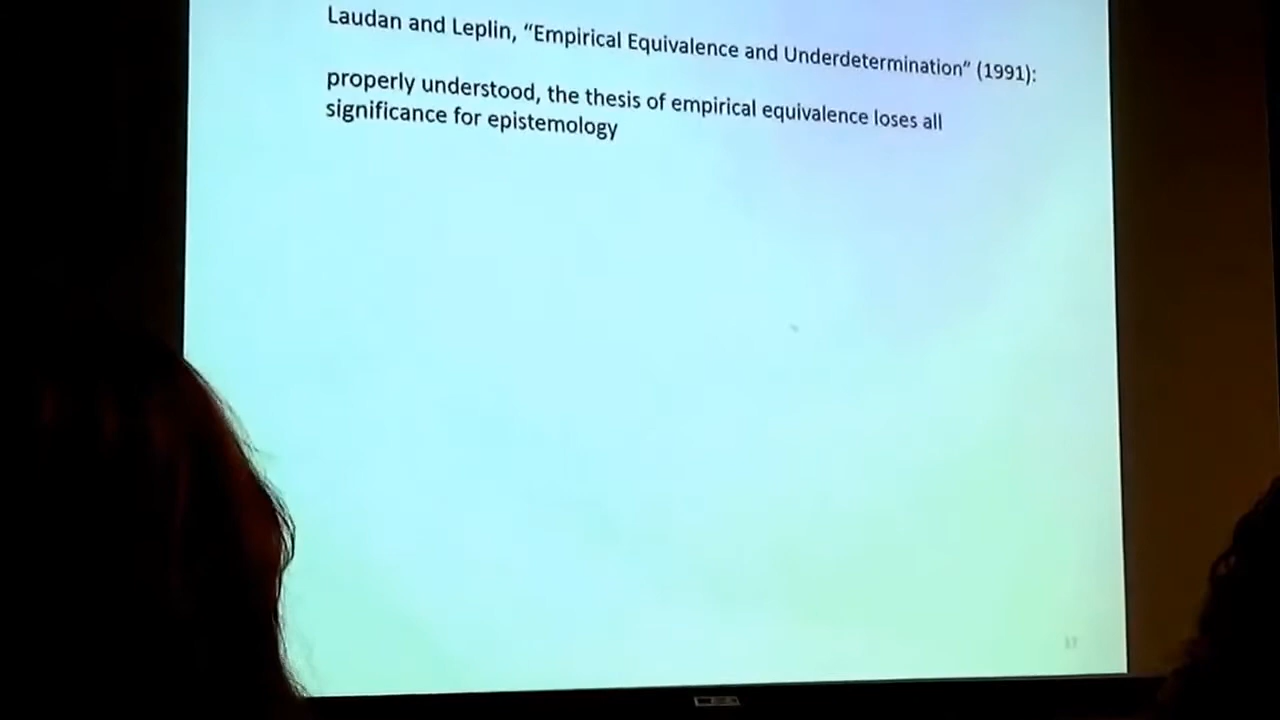 Laudan and Leplin, “Empirical Equivalence and Underdetermination” (1991):
properly understood, the thesis of empirical equivalence loses all
significance for epistemology
17